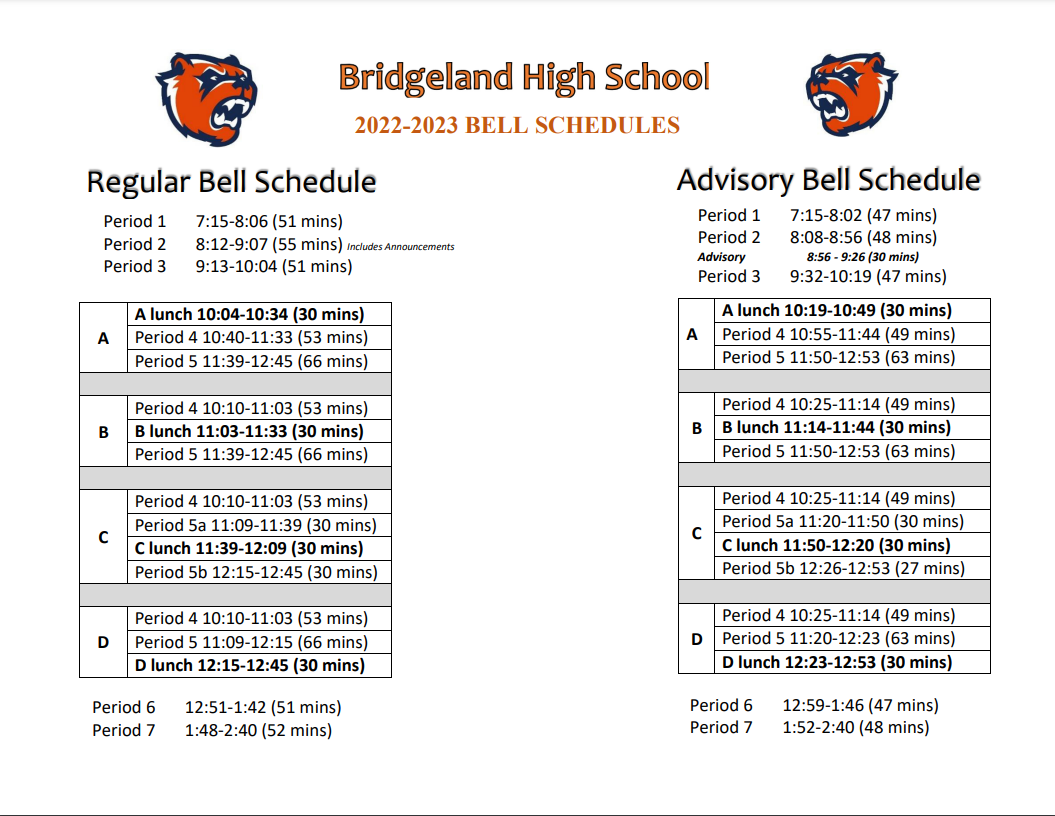 Bridgeland High School
2022-2023 BELL SCHEDULES
Regular Bell Schedule
Period 1 7:15-8:06 (51 mins)
Period 2 8:12-9:07 (55 mins) Includes Announcements
Period 3 9:13-10:04 (51 mins)
A
A lunch 10:04-10:34 (30 mins)
Period 4 10:40-11:33 (53 mins)
Period 5 11:39-12:45 (66 mins)
B
Period 4 10:10-11:03 (53 mins)
B lunch 11:03-11:33 (30 mins)
Period 5 11:39-12:45 (66 mins)
C
Period 4 10:10-11:03 (53 mins)
Period 5a 11:09-11:39 (30 mins)
C lunch 11:39-12:09 (30 mins)
Period 5b 12:15-12:45 (30 mins)
D
Period 4 10:10-11:03 (53 mins)
Period 5 11:09-12:15 (66 mins)
D lunch 12:15-12:45 (30 mins)
Period 6 12:51-1:42 (51 mins)
Period 7 1:48-2:40 (52 mins)
Advisory Bell Schedule
Period 1 7:15-8:02 (47 mins)
Period 2 8:08-8:56 (48 mins)
Advisory 8:56 - 9:26 (30 mins)
Period 3 9:32-10:19 (47 mins)
A
A lunch 10:19-10:49 (30 mins)
Period 4 10:55-11:44 (49 mins)
Period 5 11:50-12:53 (63 mins)
B
Period 4 10:25-11:14 (49 mins)
B lunch 11:14-11:44 (30 mins)
Period 5 11:50-12:53 (63 mins)
C
Period 4 10:25-11:14 (49 mins)
Period 5a 11:20-11:50 (30 mins)
C lunch 11:50-12:20 (30 mins)
Period 5b 12:26-12:53 (27 mins)
D
Period 4 10:25-11:14 (49 mins)
Period 5 11:20-12:23 (63 mins)
D lunch 12:23-12:53 (30 mins)
Period 6 12:59-1:46 (47 mins)
Period 7 1:52-2:40 (48 mins)